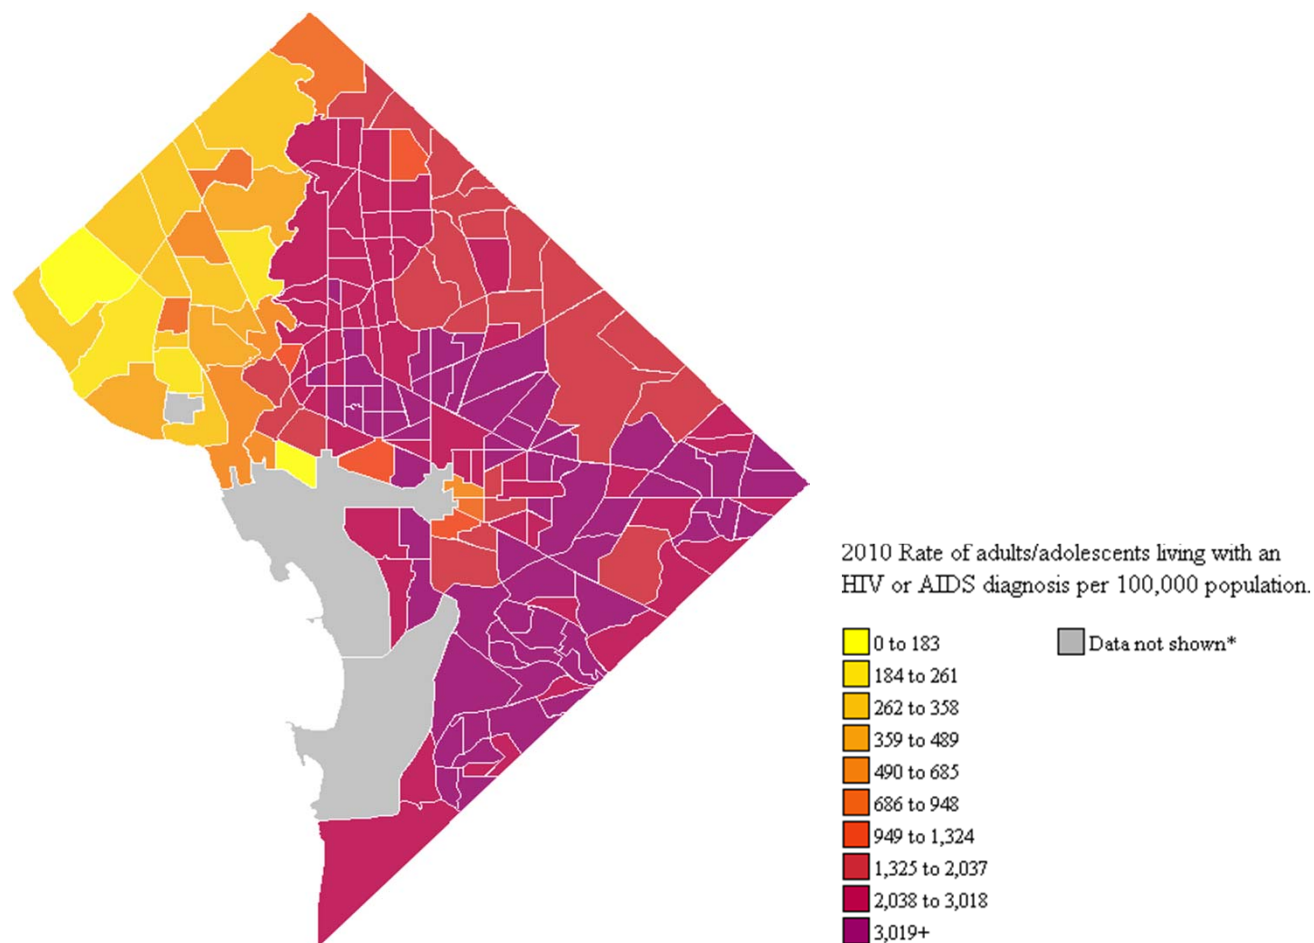 2010 Rate of adults/adolescents living with an
HIV or AIDS diagnosis per 100,000 population.
0 to 183
Data not shown*
184 to 261
262 to 358
359 to 489
490 to 685
686 to 948
949 to 1,324
1,325 to 2,037
2,038 to 3,018
3,019+